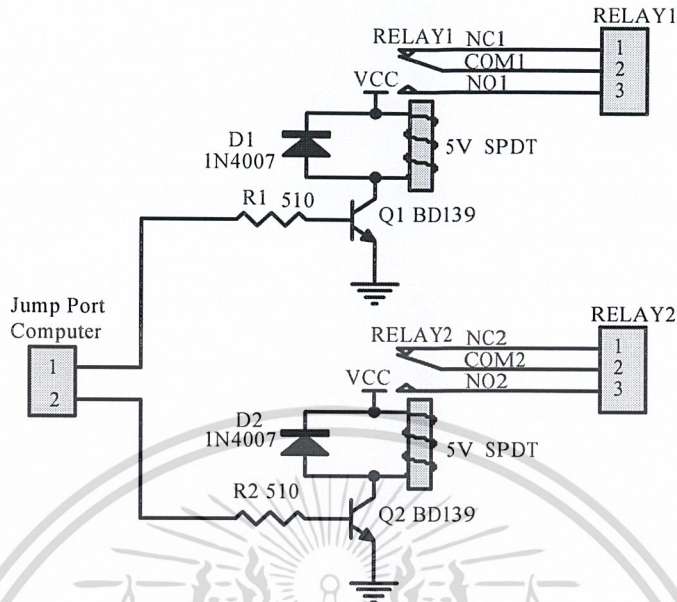 RELAY1
RELAY1 NC1
COM1
NO1
1
2
3
VCC
D1
1N4007
5V SPDT
R1 510
Q1 BD139
Jump Port
Computer
1
2
RELAY2
RELAY2 NC2
COM2
NO2
1
2
3
VCC
D2
1N4007
5V SPDT
R2 510
Q2 BD139